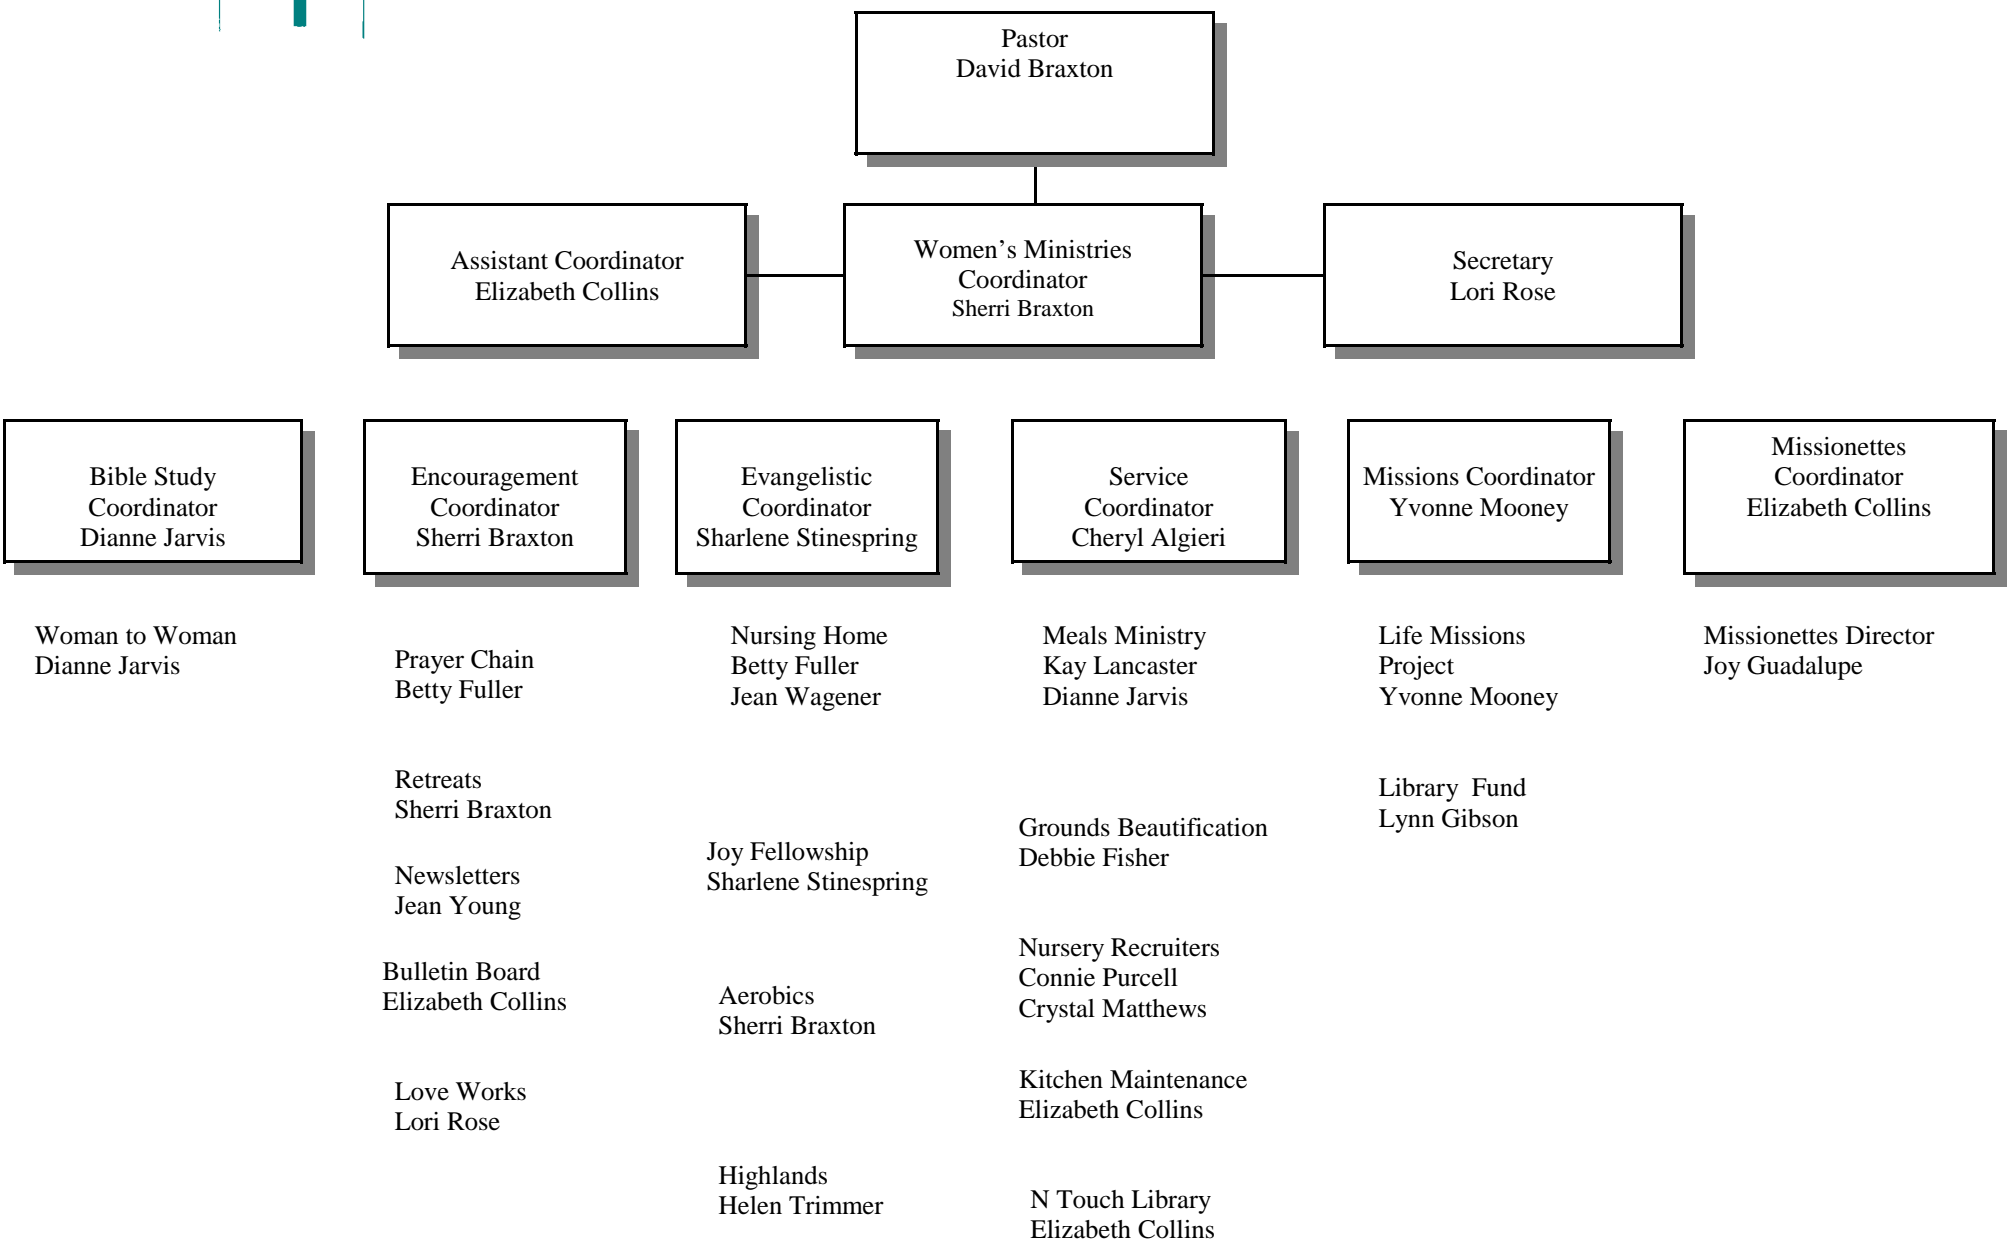 Pastor
David Braxton
Assistant Coordinator
Elizabeth Collins
Women’s Ministries
Coordinator
Sherri Braxton
Secretary
Lori Rose
Bible Study
Coordinator
Dianne Jarvis
Encouragement
Coordinator
Sherri Braxton
Evangelistic
Coordinator
Sharlene Stinespring
Service
Coordinator
Cheryl Algieri
Missions Coordinator
Yvonne Mooney
Missionettes
Coordinator
Elizabeth Collins
Woman to Woman
Dianne Jarvis
Prayer Chain
Betty Fuller
Retreats
Sherri Braxton
Newsletters
Jean Young
Bulletin Board
Elizabeth Collins
Love Works
Lori Rose
Nursing Home
Betty Fuller
Jean Wagener
Joy Fellowship
Sharlene Stinespring
Aerobics
Sherri Braxton
Highlands
Helen Trimmer
Meals Ministry
Kay Lancaster
Dianne Jarvis
Grounds Beautification
Debbie Fisher
Nursery Recruiters
Connie Purcell
Crystal Matthews
Kitchen Maintenance
Elizabeth Collins
N Touch Library
Elizabeth Collins
Life Missions
Project
Yvonne Mooney
Library  Fund
Lynn Gibson
Missionettes Director
Joy Guadalupe